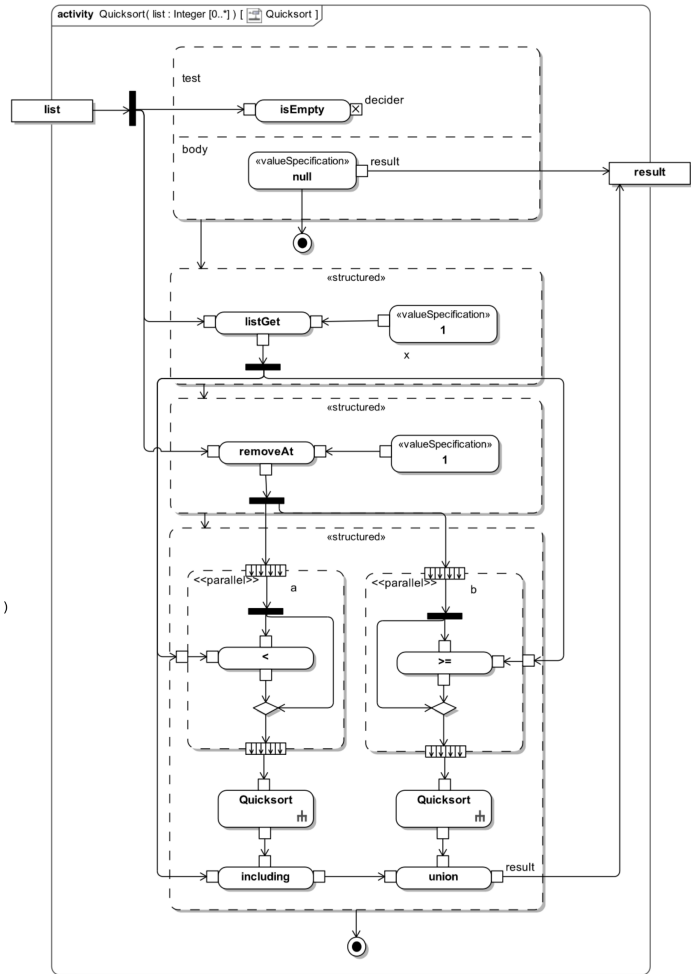 activity Quicksort( list : Integer [0..*] ) [ Quicksort ]
test
decider
list
isEmpty
body
«valueSpecification»
null
result
result
«structured»
listGet
«valueSpecification»
1
x
«structured»
removeAt
«valueSpecification»
1
«structured»
<<parallel>>
a
<<parallel>>
b
)
<
>=
Quicksort
Quicksort
including
union
result